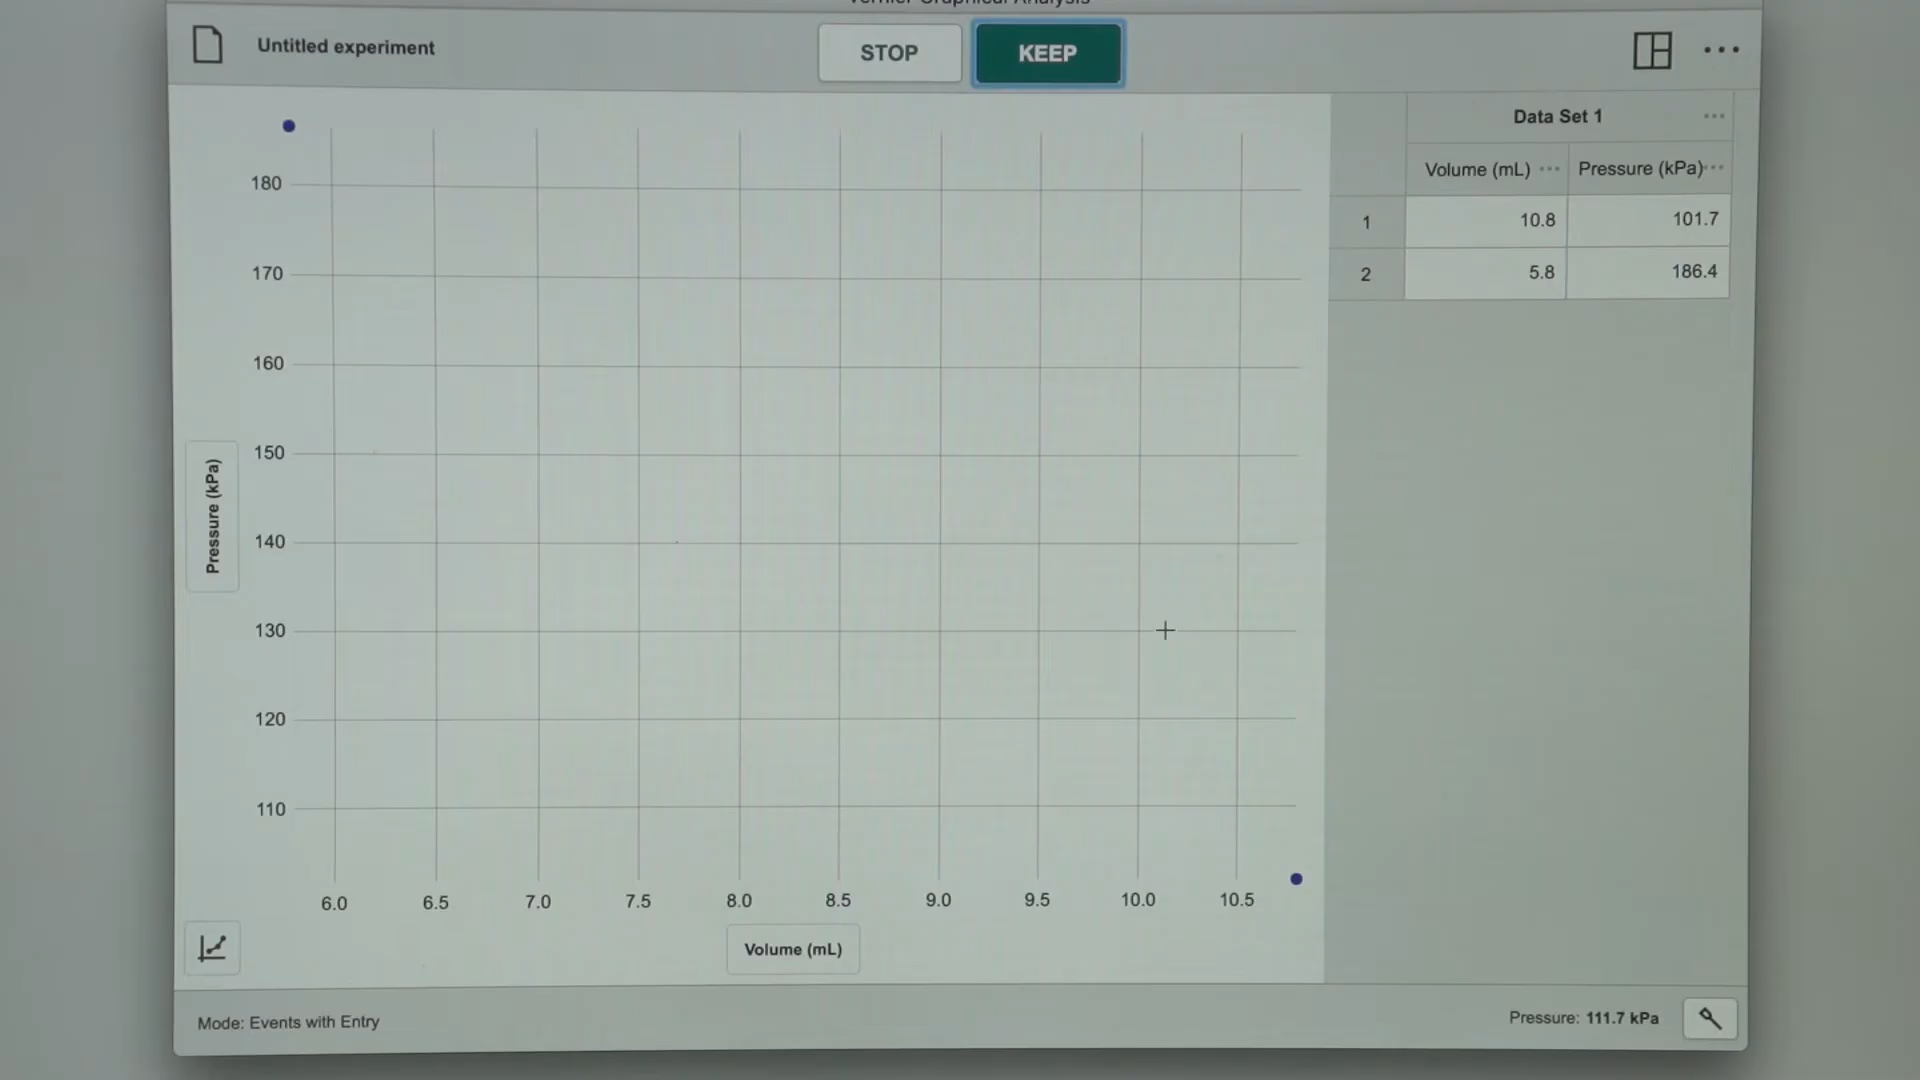 Vernier Graphical Analysis
Untitled experiment
STOP
KEEP
Data Set 1
Volume (mL)
Pressure (kPa)
1
10.8
101.7
2
5.8
186.4
180
170
160
150
140
130
120
110
Pressure (kPa)
6.0
6.5
7.0
7.5
8.0
8.5
9.0
9.5
10.0
10.5
Volume (mL)
Mode: Events with Entry
Pressure: 111.7 kPa